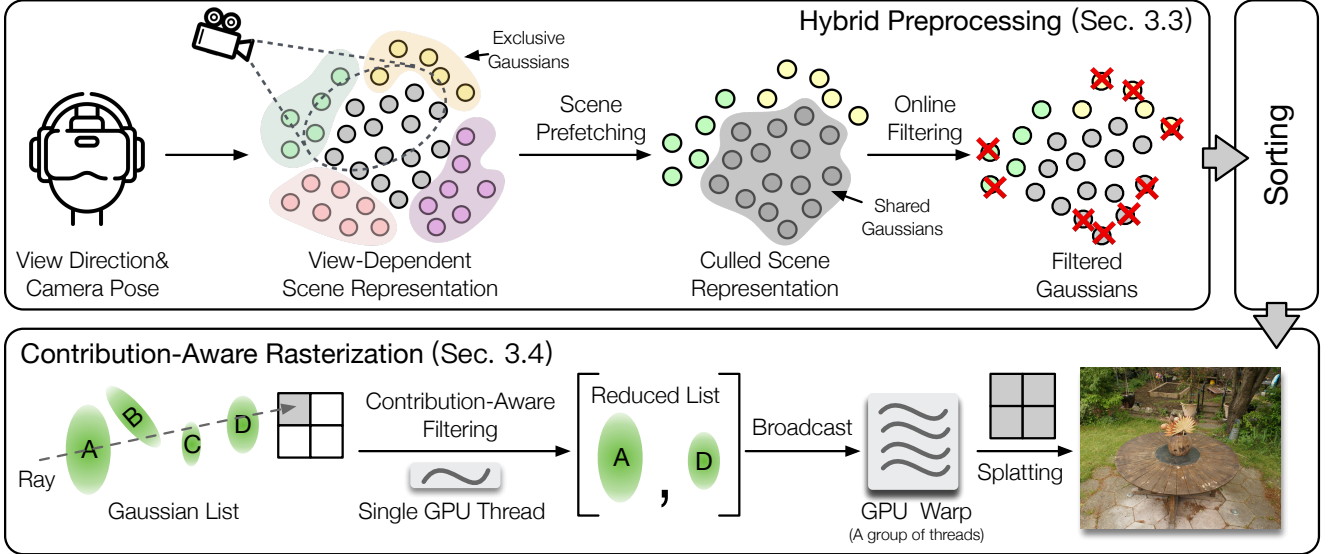 Hybrid Preprocessing (Sec. 3.3)
Exclusive
Gaussians
Scene
Prefetching
Online
Filtering
Shared
Gaussians
View Direction&
Camera Pose
View-Dependent
Scene Representation
Culled Scene
Representation
Filtered
Gaussians
Sorting
Contribution-Aware Rasterization (Sec. 3.4)
A
B
C
D
Ray
Gaussian List
Contribution-Aware
Filtering
Single GPU Thread
Reduced List
A
,
D
Broadcast
GPU Warp
(A group of threads)
Splatting